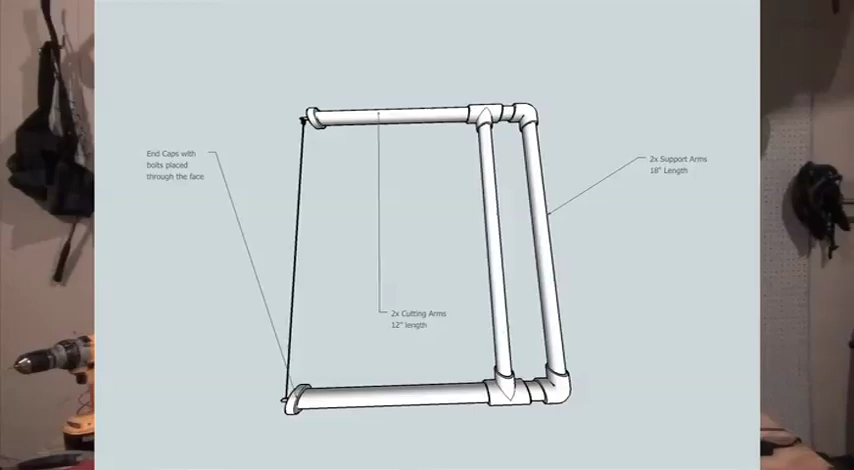 End Caps with
bolts placed
through the face
2x Support Arms
18" Length
2x Cutting Arms
12" length